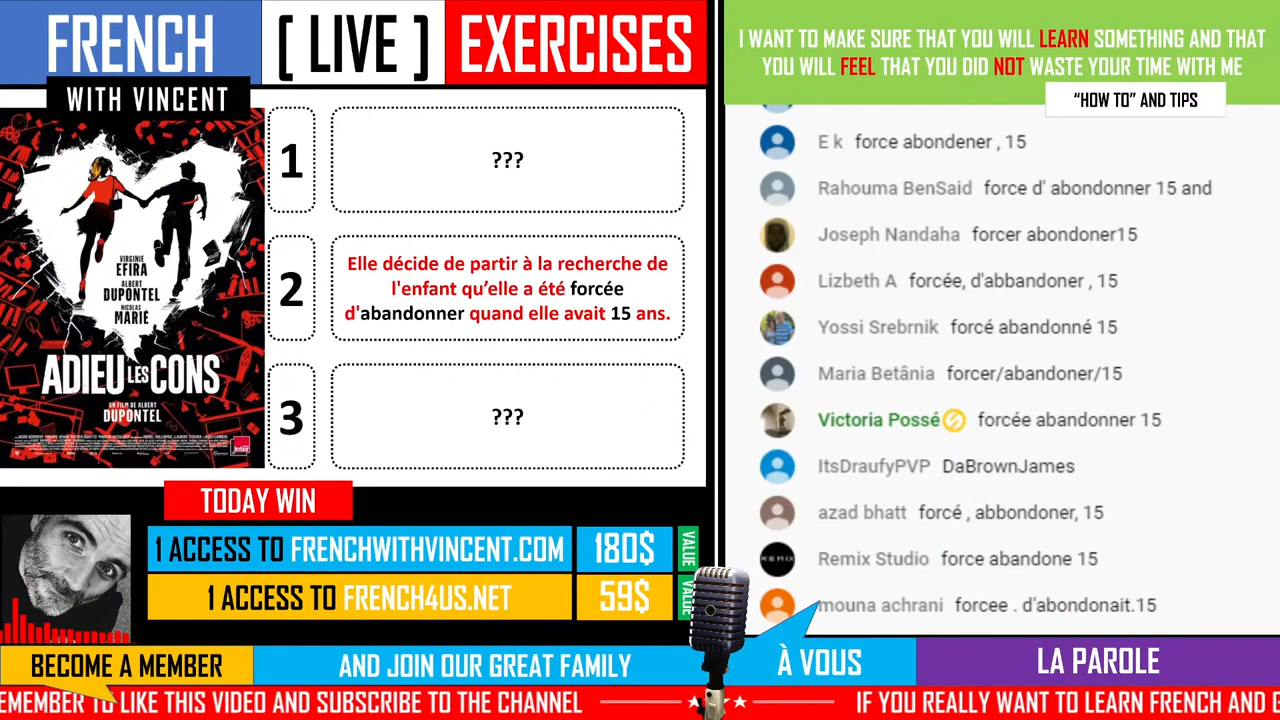 FRENCH
[ LIVE ]
EXERCISES
WITH VINCENT
VIRGINIE
EFIRA
ALBERT
DUPONTEL
NICOLAS
MARIÉ
ADIEU LES CONS
UN FILM DE ALBERT
DUPONTEL
inter
1
???
2
Elle décide de partir à la recherche de
l'enfant qu’elle a été forcée
d'abandonner quand elle avait 15 ans.
3
???
TODAY WIN
1 ACCESS TO FRENCHWITHVINCENT.COM
180$
VALUE
1 ACCESS TO FRENCH4US.NET
59$
VALUE
I WANT TO MAKE SURE THAT YOU WILL LEARN SOMETHING AND THAT
YOU WILL FEEL THAT YOU DID NOT WASTE YOUR TIME WITH ME
“HOW TO” AND TIPS
E k force abondener , 15
Rahouma BenSaid force d' abondonner 15 and
Joseph Nandaha forcer abondoner15
Lizbeth A forcée, d'abbandoner , 15
Yossi Srebrnik forcé abandonné 15
Maria Betânia forcer/abandoner/15
Victoria Possé forcée abandonner 15
ItsDraufyPVP DaBrownJames
azad bhatt forcé , abbondoner, 15
Remix Studio force abandone 15
mouna achrani forcee . d'abondonait.15
BECOME A MEMBER
AND JOIN OUR GREAT FAMILY
À VOUS
LA PAROLE
REMEMBER TO LIKE THIS VIDEO AND SUBSCRIBE TO THE CHANNEL
IF YOU REALLY WANT TO LEARN FRENCH AND